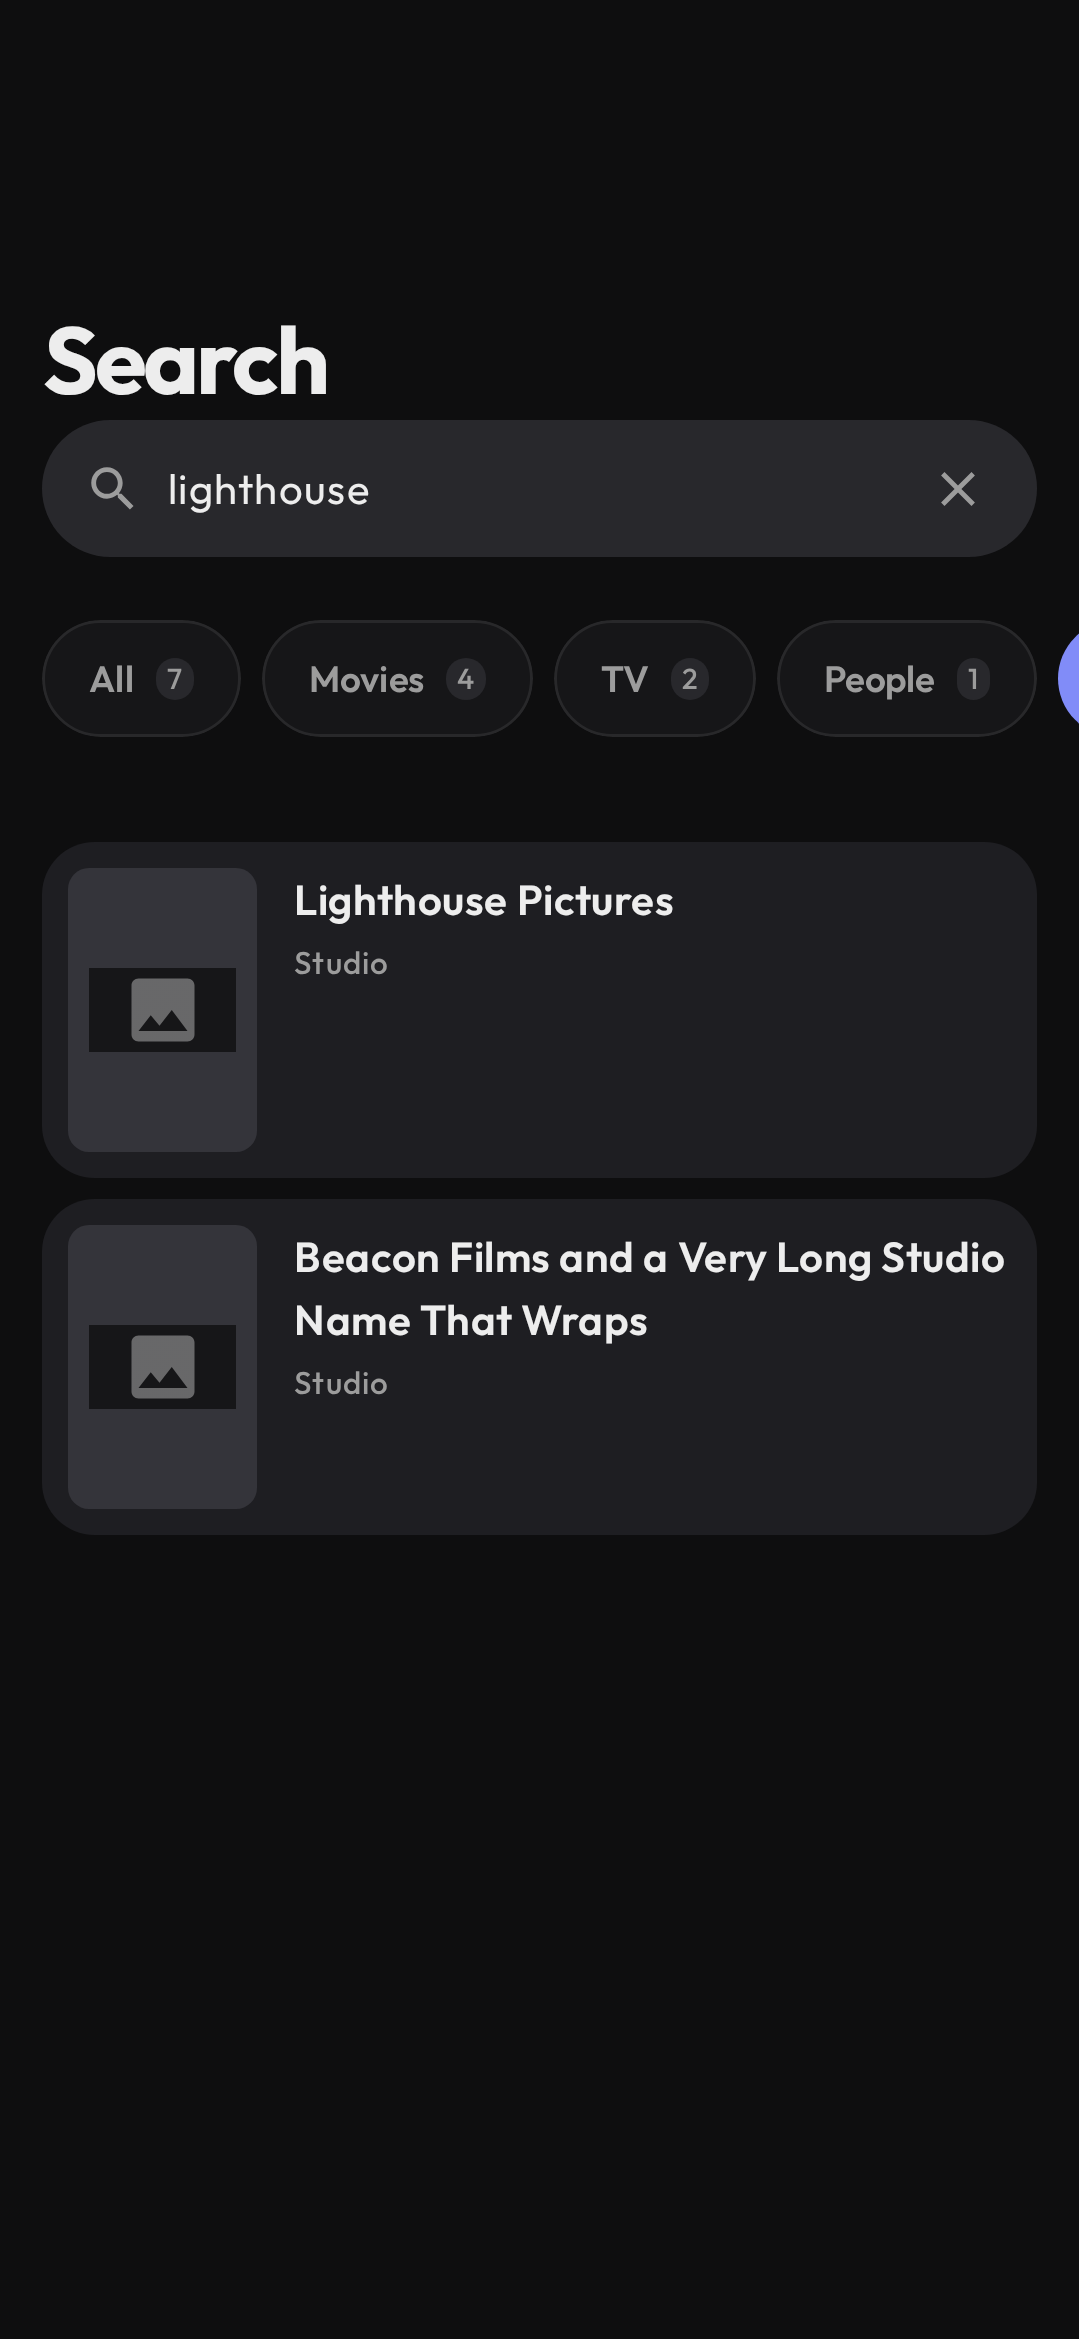 Search
lighthouse
All 7 Movies 4 TV 2 People 1
Lighthouse Pictures
Studio
Beacon Films and a Very Long Studio
Name That Wraps
Studio